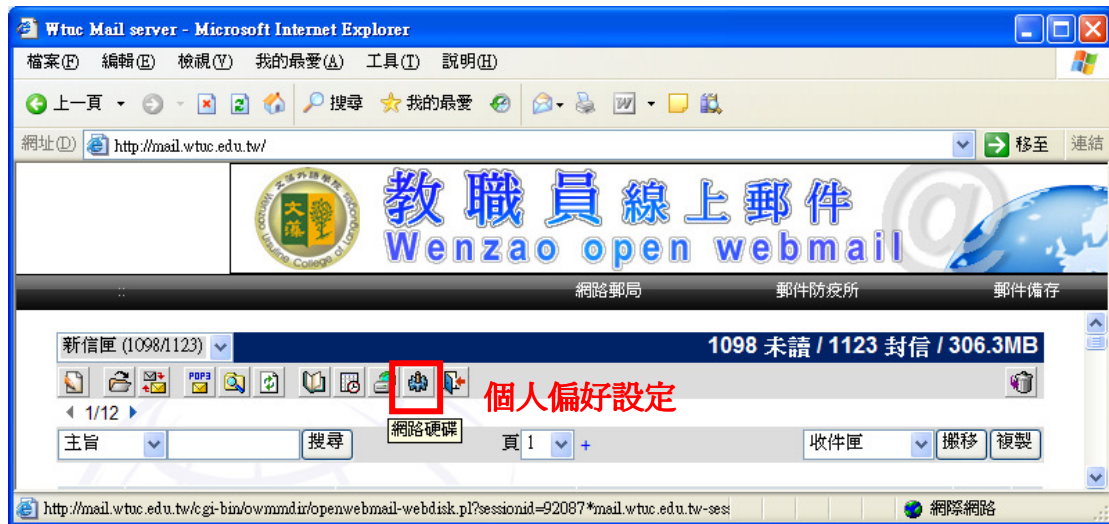 Wtuc Mail server - Microsoft Internet Explorer
檔案(F) 編輯(E) 檢視(V) 我的最愛(A) 工具(T) 說明(H)
上一頁 搜尋 我的最愛
網址(D) http://mail.wtuc.edu.tw/ 移至 連結
教職員線上郵件
Wenzao open webmail
:: 網路郵局 郵件防疫所 郵件備存
新信匣 (1098/1123) 1098 未讀 / 1123 封信 / 306.3MB
POP3 個人偏好設定
1/12
網路硬碟
主旨 搜尋 頁 1 + 收件匣 搬移 複製
http://mail.wtuc.edu.tw/cgi-bin/owmmdir/openwebmail-webdisk.pl?sessionid=92087*mail.wtuc.edu.tw-ses 網際網路